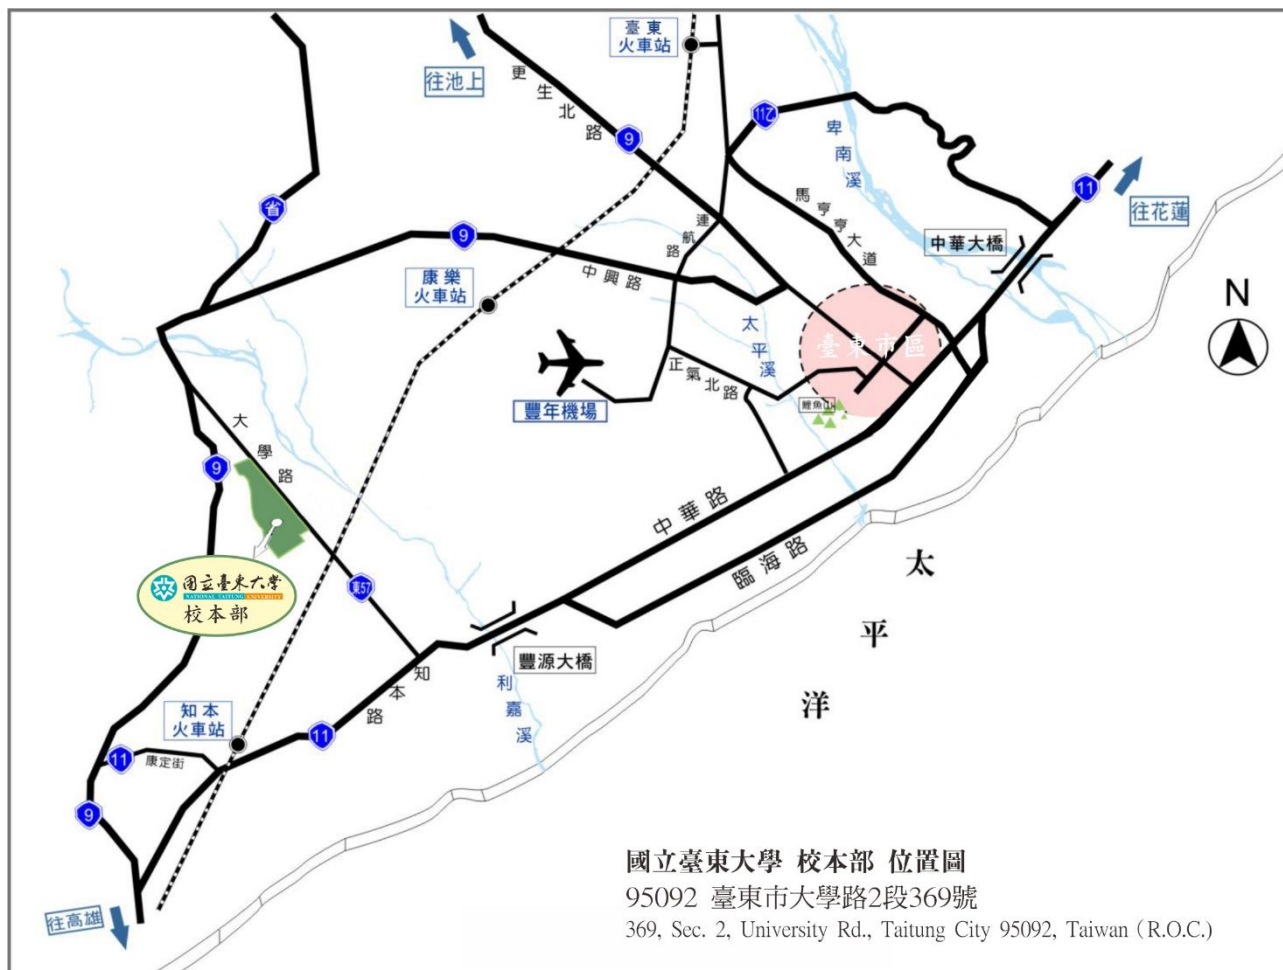 臺東
火車站
往池上
更生北路
9
11乙
卑南溪
11
往花蓮
省
9
連航路
馬亨亨大道
中華大橋
康樂
火車站
中興路
N
太平溪
臺東市區
正氣北路
豐年機場
鯉魚山
大學路
9
中華路
臨海路
國立臺東大學
NATIONAL TAITUNG UNIVERSITY
校本部
東57
太平洋
豐源大橋
知本路
利嘉溪
知本
火車站
11
11
康定街
9
往高雄
國立臺東大學 校本部 位置圖
95092 臺東市大學路2段369號
369, Sec. 2, University Rd., Taitung City 95092, Taiwan (R.O.C.)